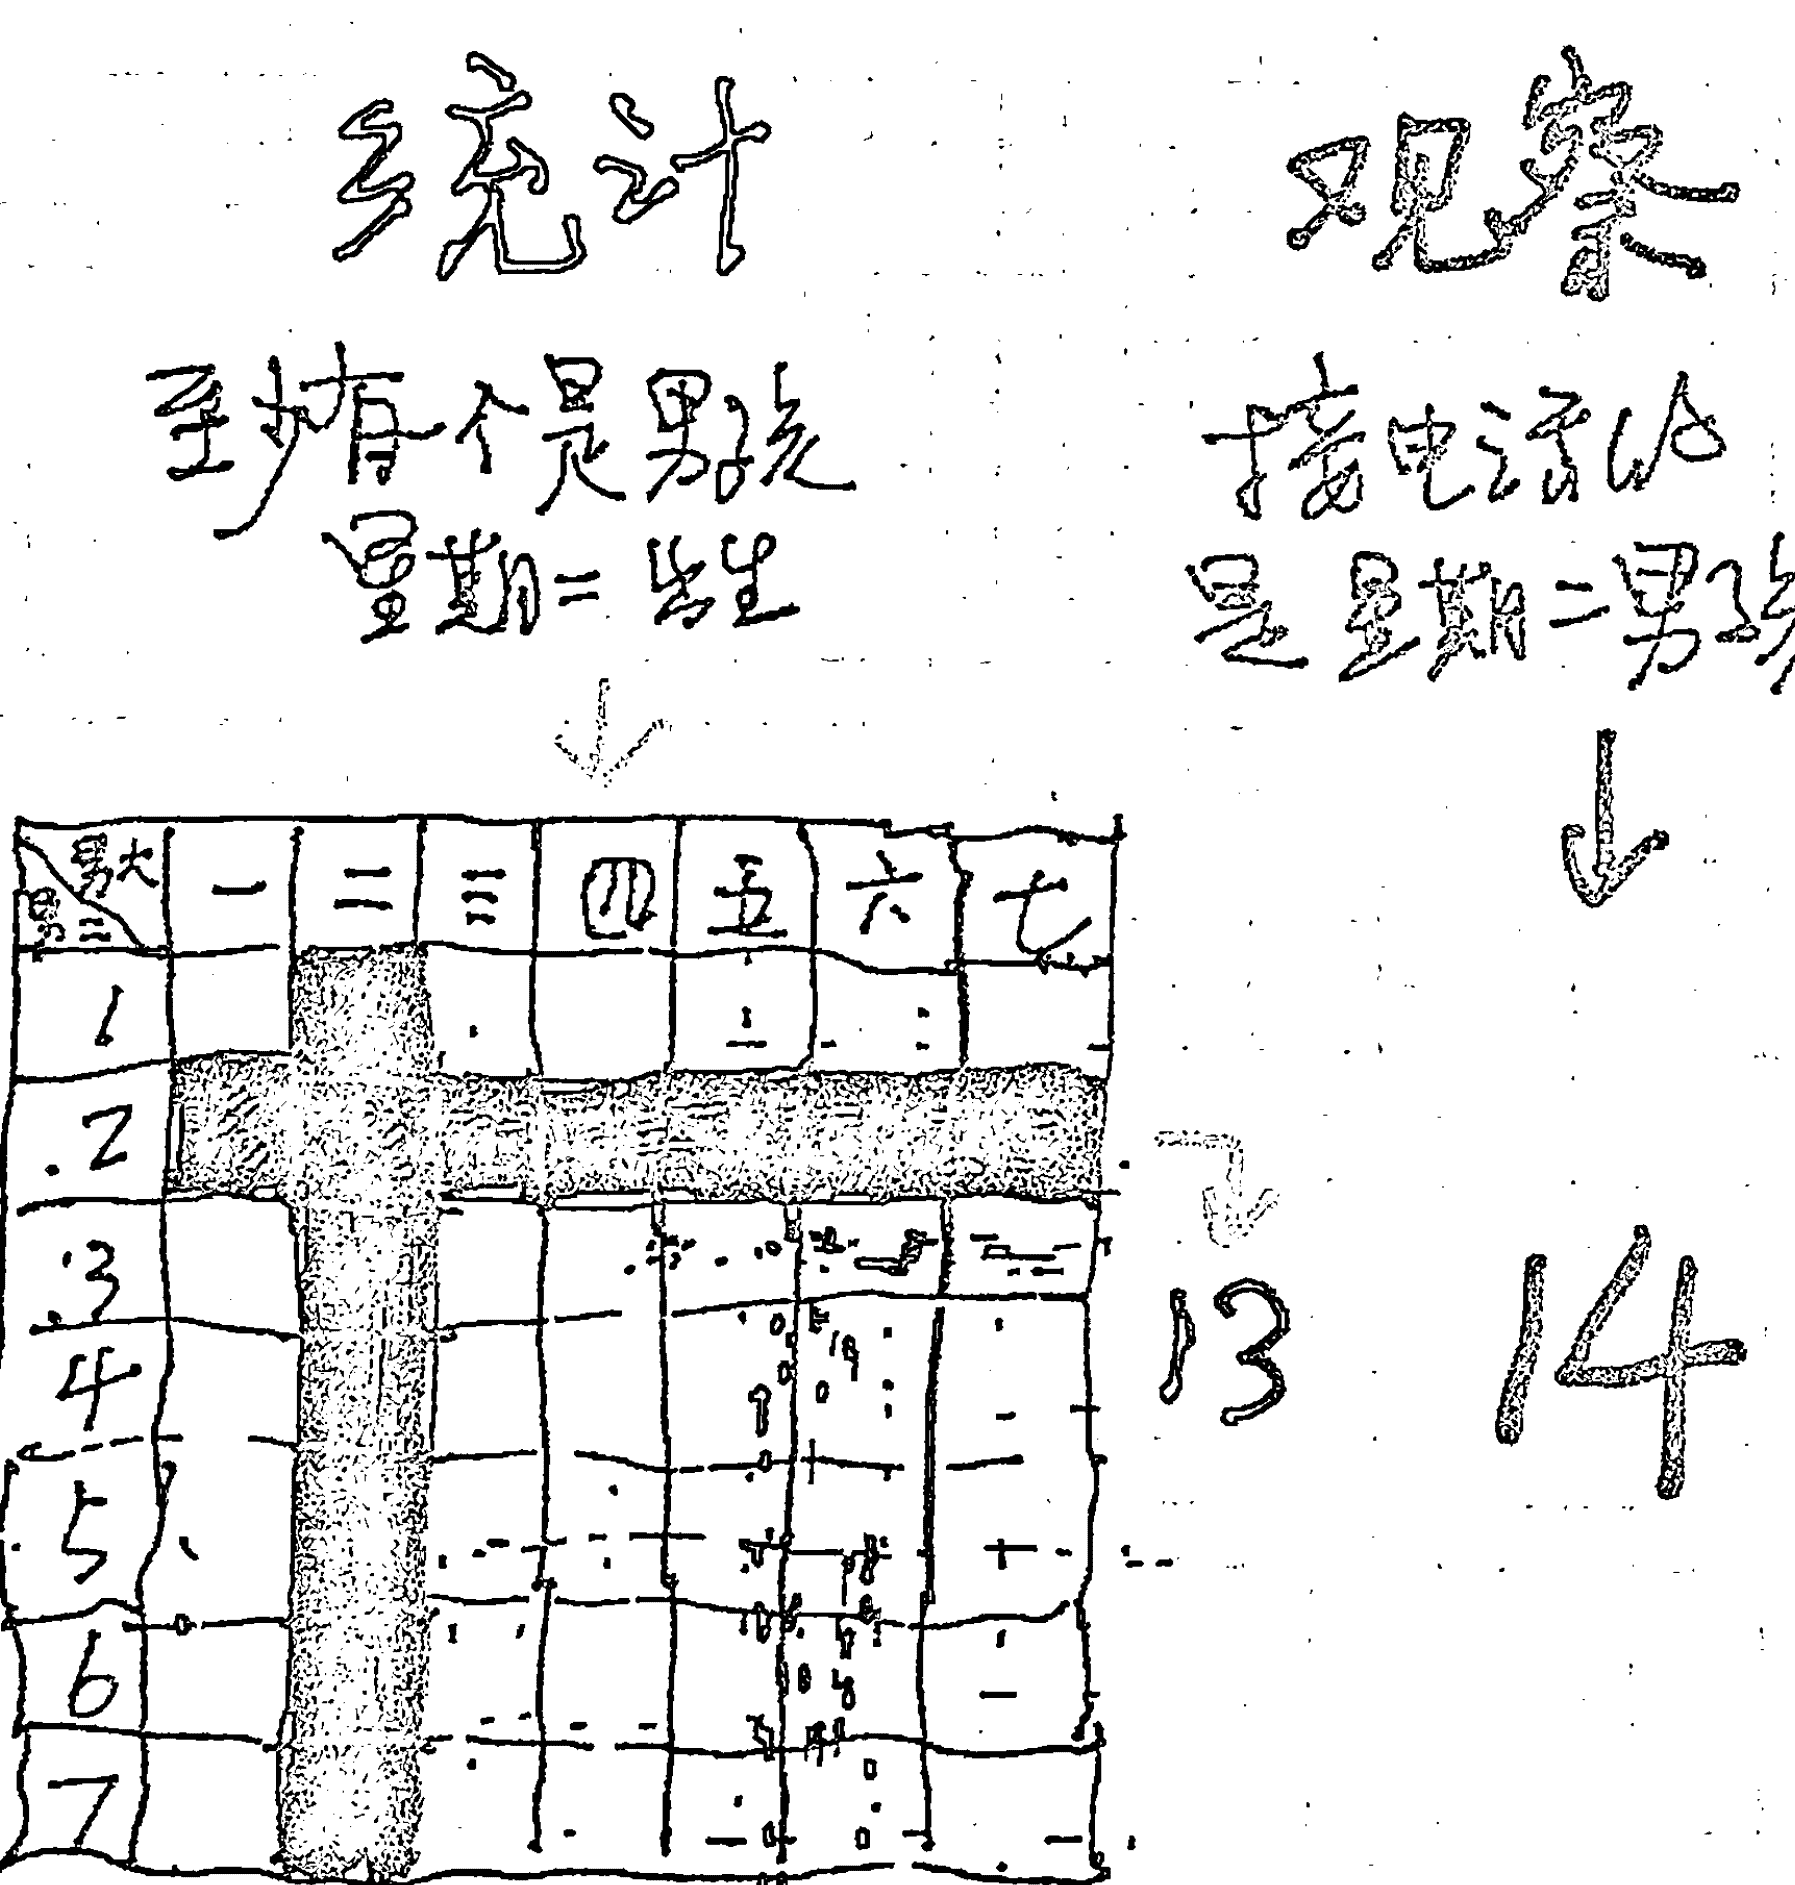 统计
观察
至少有一个是男孩
星期二出生
接电话的
是星期二男孩
男大 一 二 三 四 五 六 七
男二
1
2
3
4
5
6
7
13
14